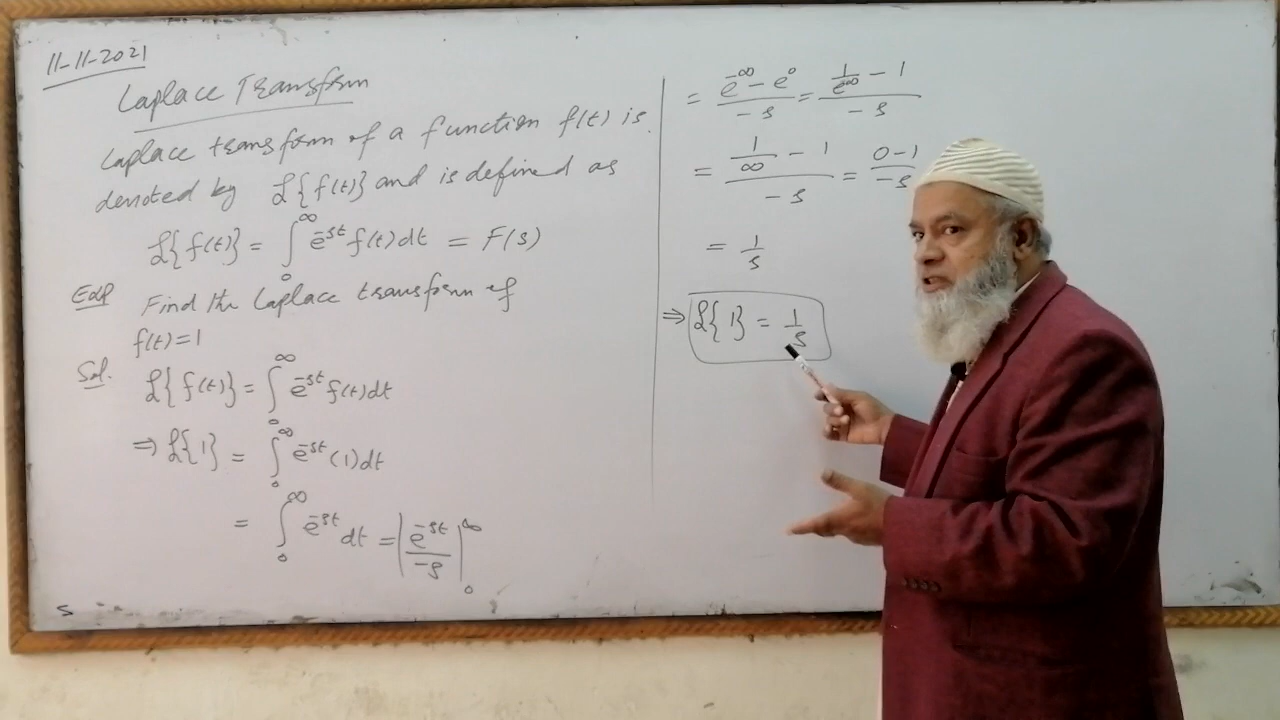 11-11-2021
Laplace Transform
Laplace transform of a function f(t) is
denoted by ℒ{f(t)} and is defined as
ℒ{f(t)} = ∫₀^∞ e^-st f(t)dt = F(s)
Find the Laplace transform of
f(t)=1
Sol.
ℒ{f(t)} = ∫₀^∞ e^-st f(t)dt
⇒ ℒ{1} = ∫₀^∞ e^-st (1)dt
= ∫₀^∞ e^-st dt = |e^-st/-s|₀^∞
s
= (e^-∞ - e^0)/-s = (1/e^∞ - 1)/-s
= (1/∞ - 1)/-s = (0-1)/-s
= 1/s
⇒ ℒ{1} = 1/s